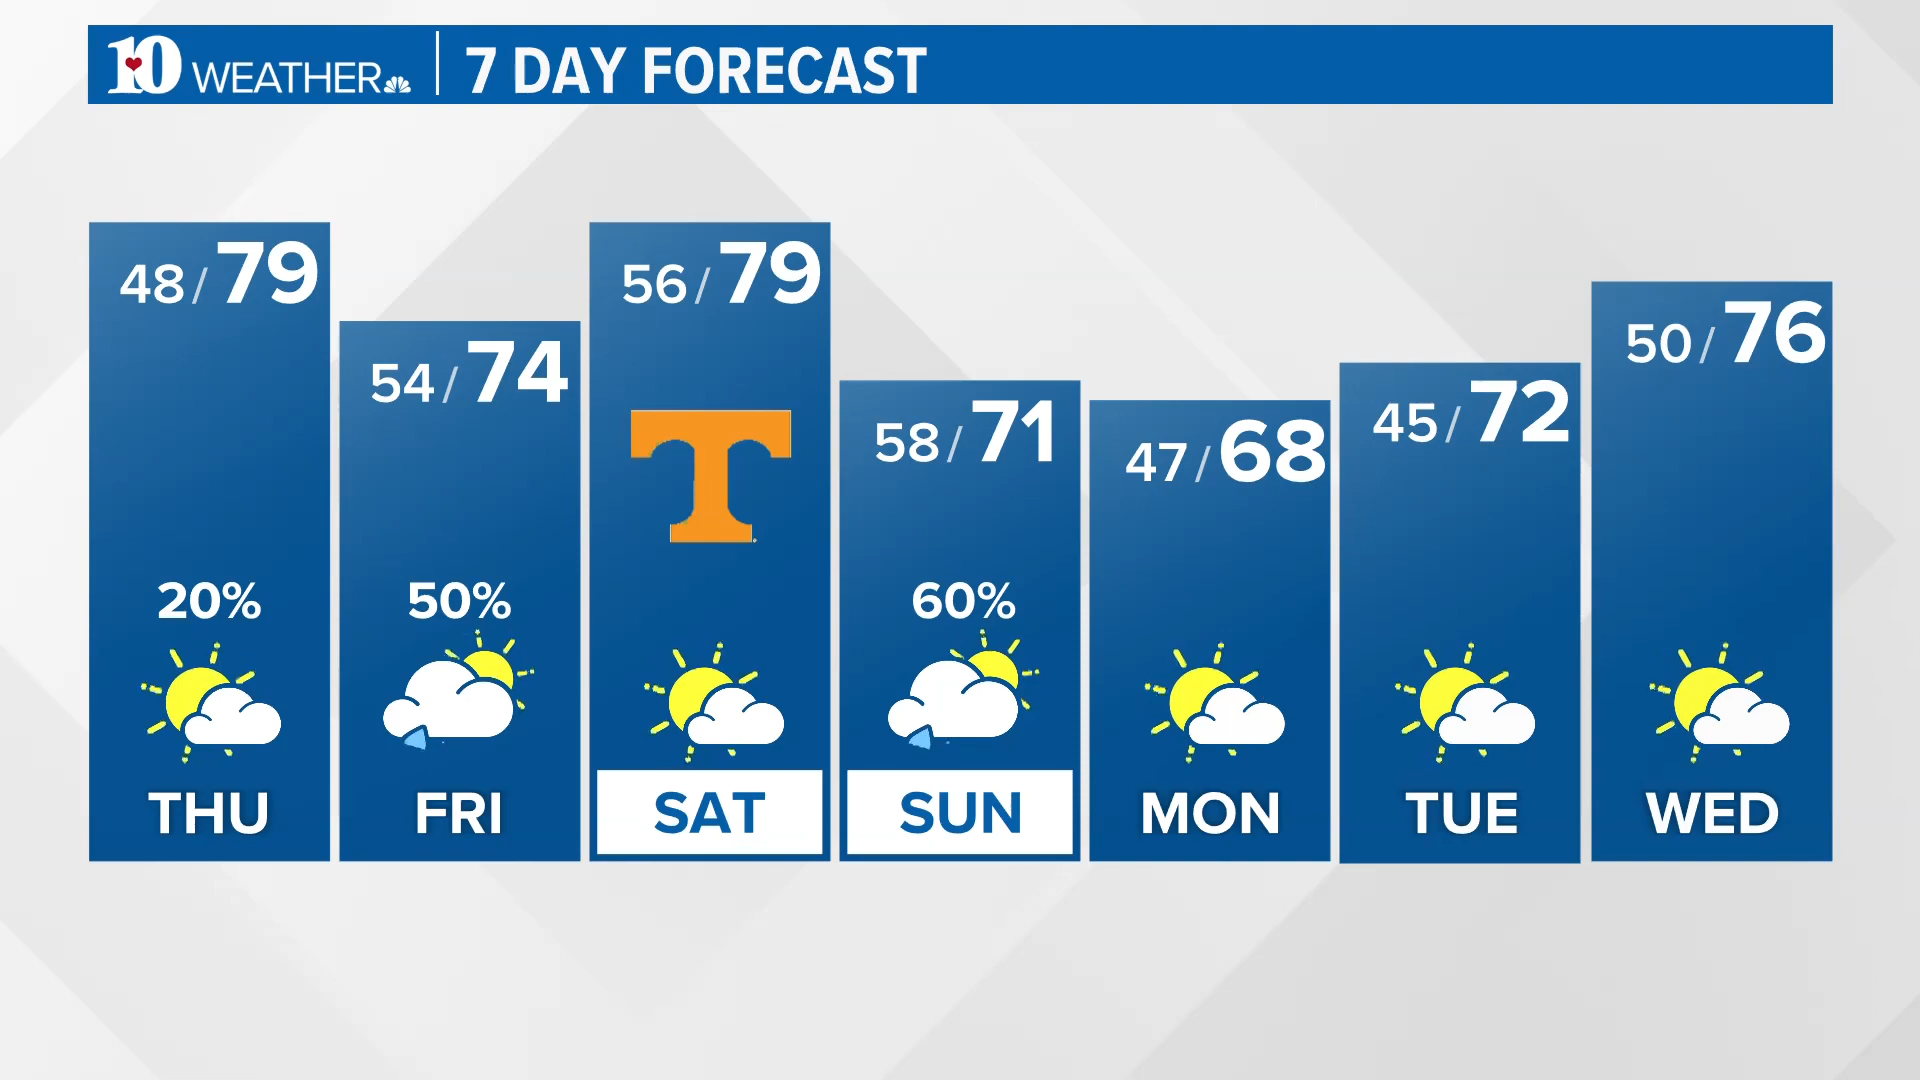 10 WEATHER
7 DAY FORECAST
48/79
20%
THU
54/74
50%
FRI
56/79
T
SAT
58/71
60%
SUN
47/68
MON
45/72
TUE
50/76
WED